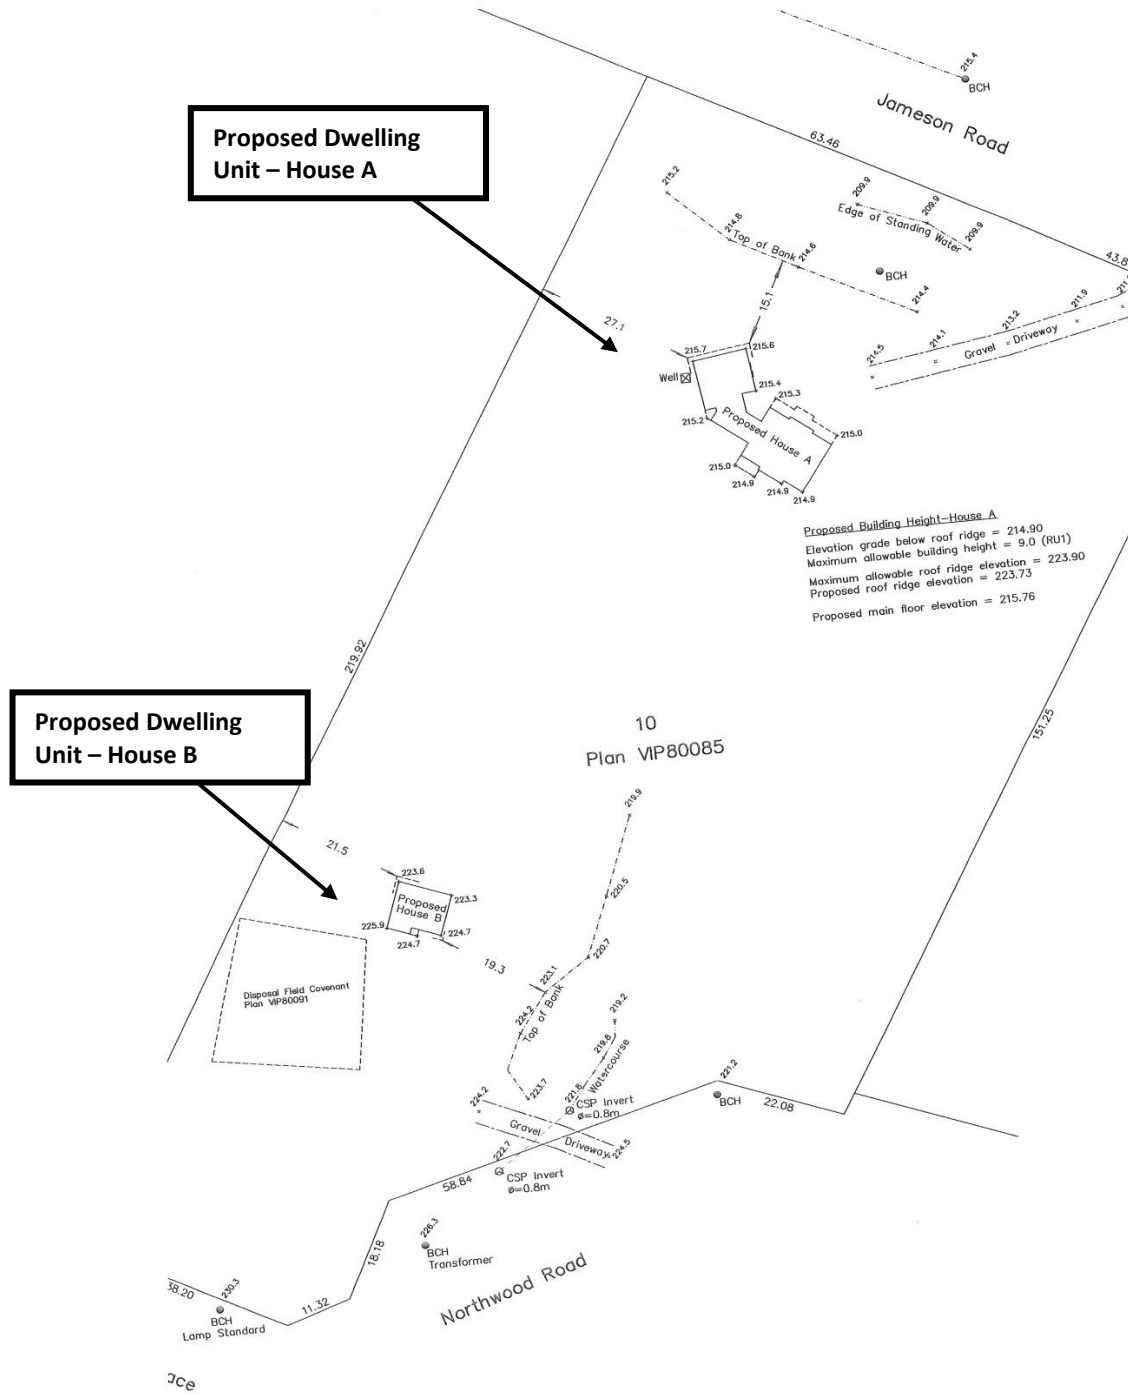 215.4
BCH
Jameson Road
Proposed Dwelling
Unit – House A
63.46
215.2
209.9
209.9
209.9
Edge of Standing Water
214.8
Top of Bank
214.6
BCH
43.8
214.4
15.1
27.1
211.9
213.2
214.1
214.5
Gravel Driveway
215.7
215.6
Well
215.4
215.3
215.2
Proposed House A
215.0
215.0
214.9
214.9
214.9
Proposed Building Height-House A
Elevation grade below roof ridge = 214.90
Maximum allowable building height = 9.0 (RU1)
Maximum allowable roof ridge elevation = 223.90
Proposed roof ridge elevation = 223.73
Proposed main floor elevation = 215.76
219.92
Proposed Dwelling
Unit – House B
10
Plan VIP80085
151.25
219.9
21.5
223.6
223.3
Proposed
House B
220.5
225.9
224.7
224.7
220.7
19.3
223.1
Disposal Field Covenant
Plan VIP80091
224.2
Top of Bank
219.2
219.8
Watercourse
223.7
221.8
221.2
224.2
CSP Invert
ø=0.8m
BCH
22.08
Gravel Driveway
224.5
222.7
CSP Invert
ø=0.8m
58.84
18.18
226.3
BCH
Transformer
Northwood Road
38.20
230.3
11.32
BCH
Lamp Standard
ace